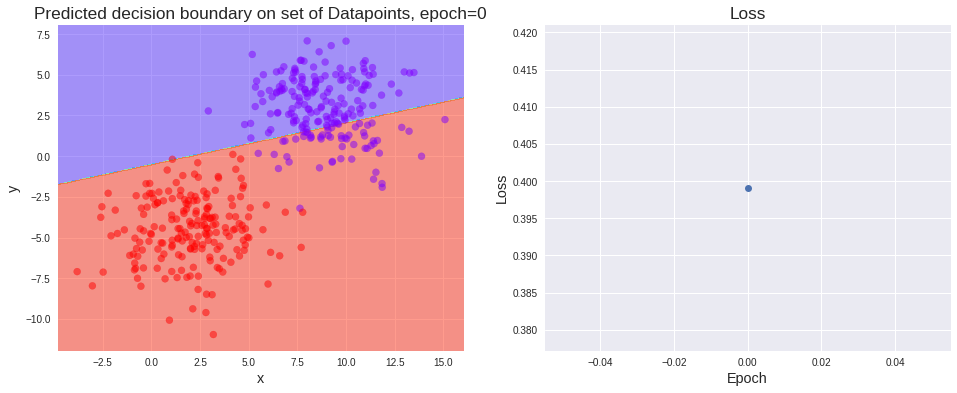 Predicted decision boundary on set of Datapoints, epoch=0
7.5
5.0
2.5
0.0
−2.5
−5.0
−7.5
−10.0
y
−2.5 0.0 2.5 5.0 7.5 10.0 12.5 15.0
x
Loss
0.420
0.415
0.410
0.405
0.400
0.395
0.390
0.385
0.380
Loss
−0.04 −0.02 0.00 0.02 0.04
Epoch